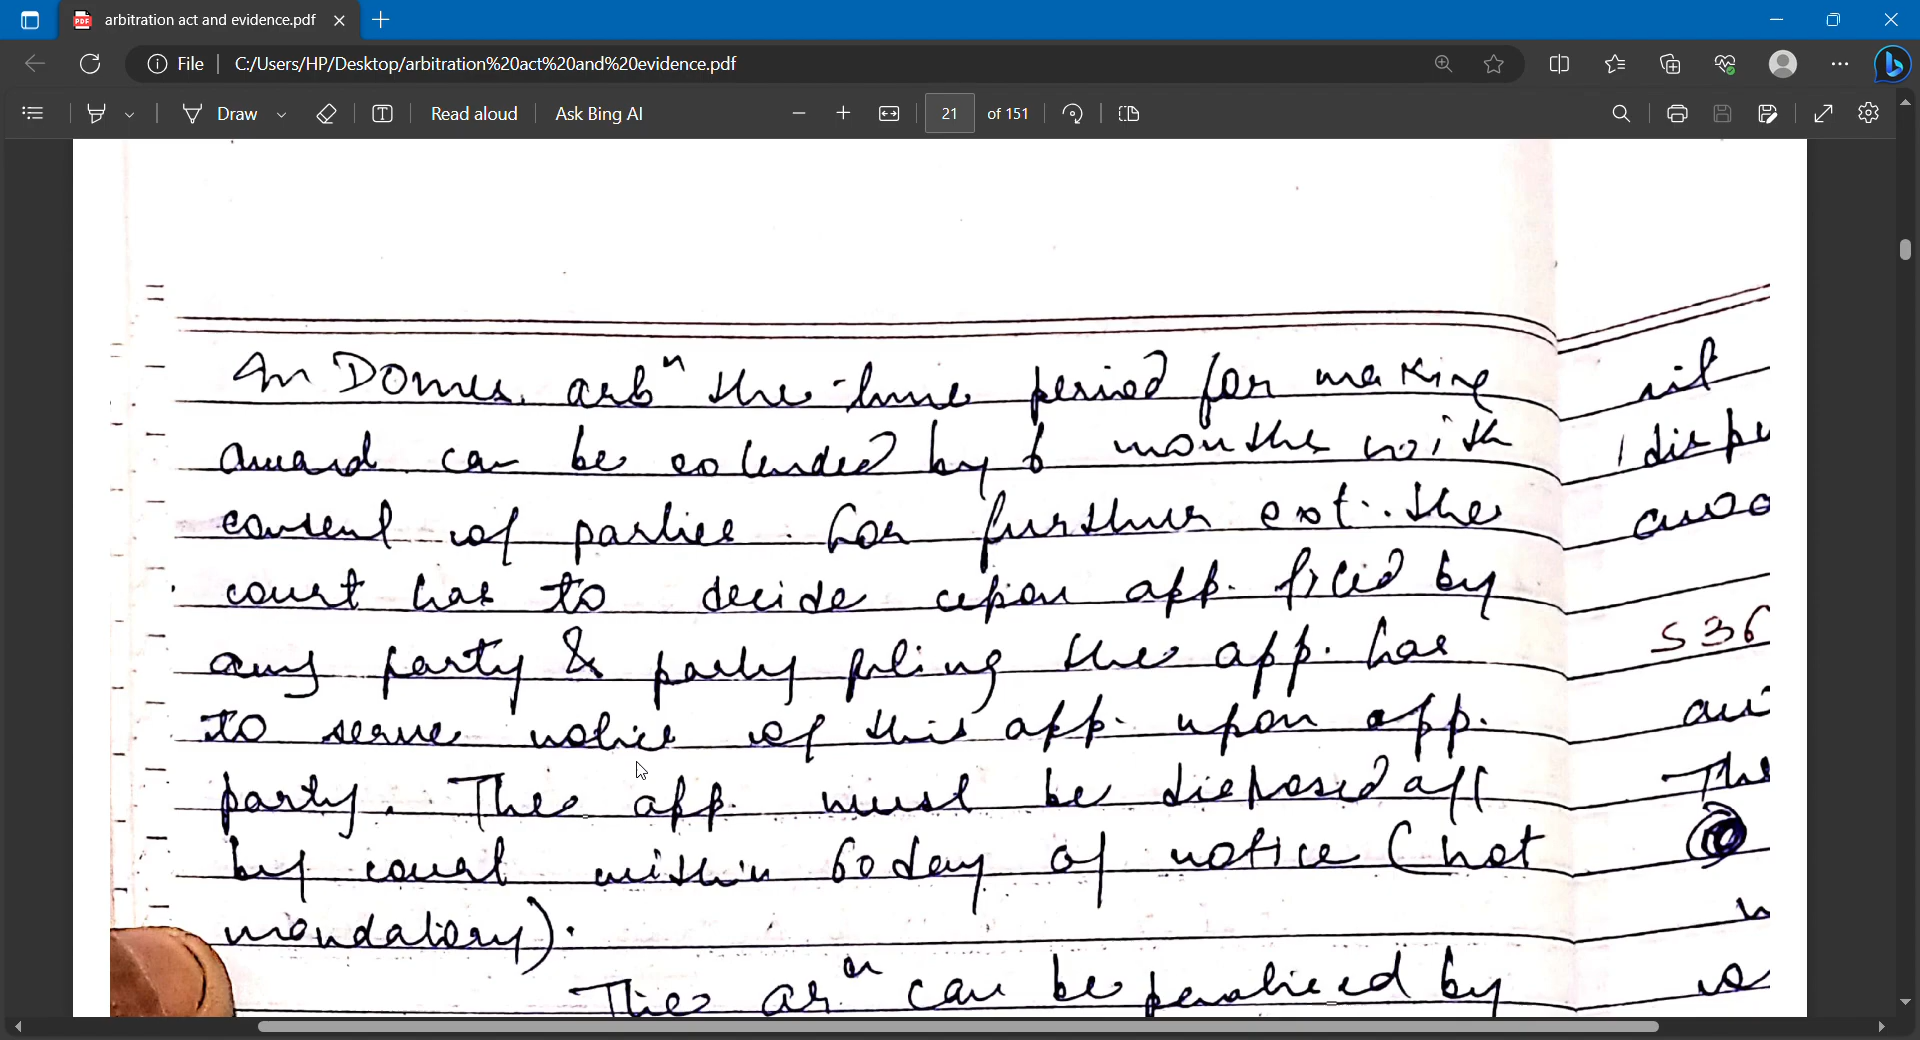 arbitration act and evidence.pdf
File
C:/Users/HP/Desktop/arbitration%20act%20and%20evidence.pdf
Draw
Read aloud
Ask Bing AI
21
of 151
In Domes. arbⁿ the time period for making
award can be extended by 6 months with
consent of parties. For further ext. the
court has to decide upon app. filed by
any party & party filing the app. has
to serve notice of this app. upon opp.
party. The app. must be disposed off
by court within 60 day of notice (not
mandatory).
The arⁿ can be penalized by
S 36
The